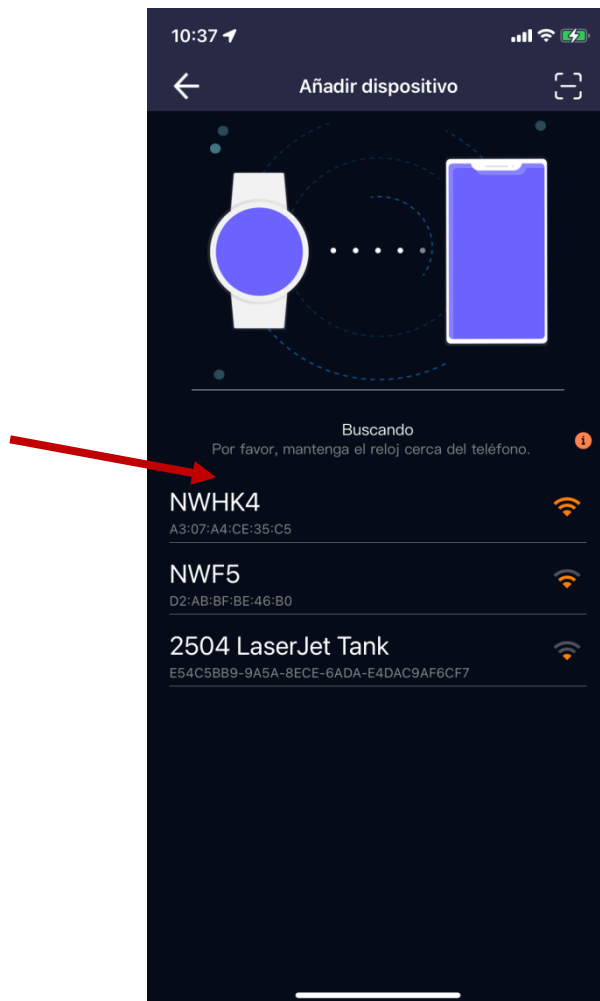 10:37
Añadir dispositivo
Buscando
Por favor, mantenga el reloj cerca del teléfono.
NWHK4
A3:07:A4:CE:35:C5
NWF5
D2:AB:BF:BE:46:B0
2504 LaserJet Tank
E54C5BB9-9A5A-8ECE-6ADA-E4DAC9AF6CF7